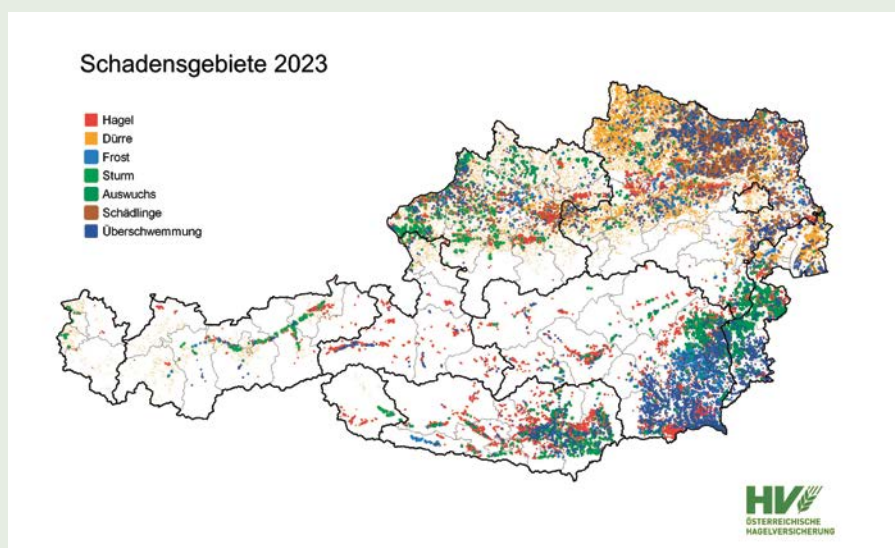 Schadensgebiete 2023
Hagel
Dürre
Frost
Sturm
Auswuchs
Schädlinge
Überschwemmung
HV
ÖSTERREICHISCHE
HAGELVERSICHERUNG